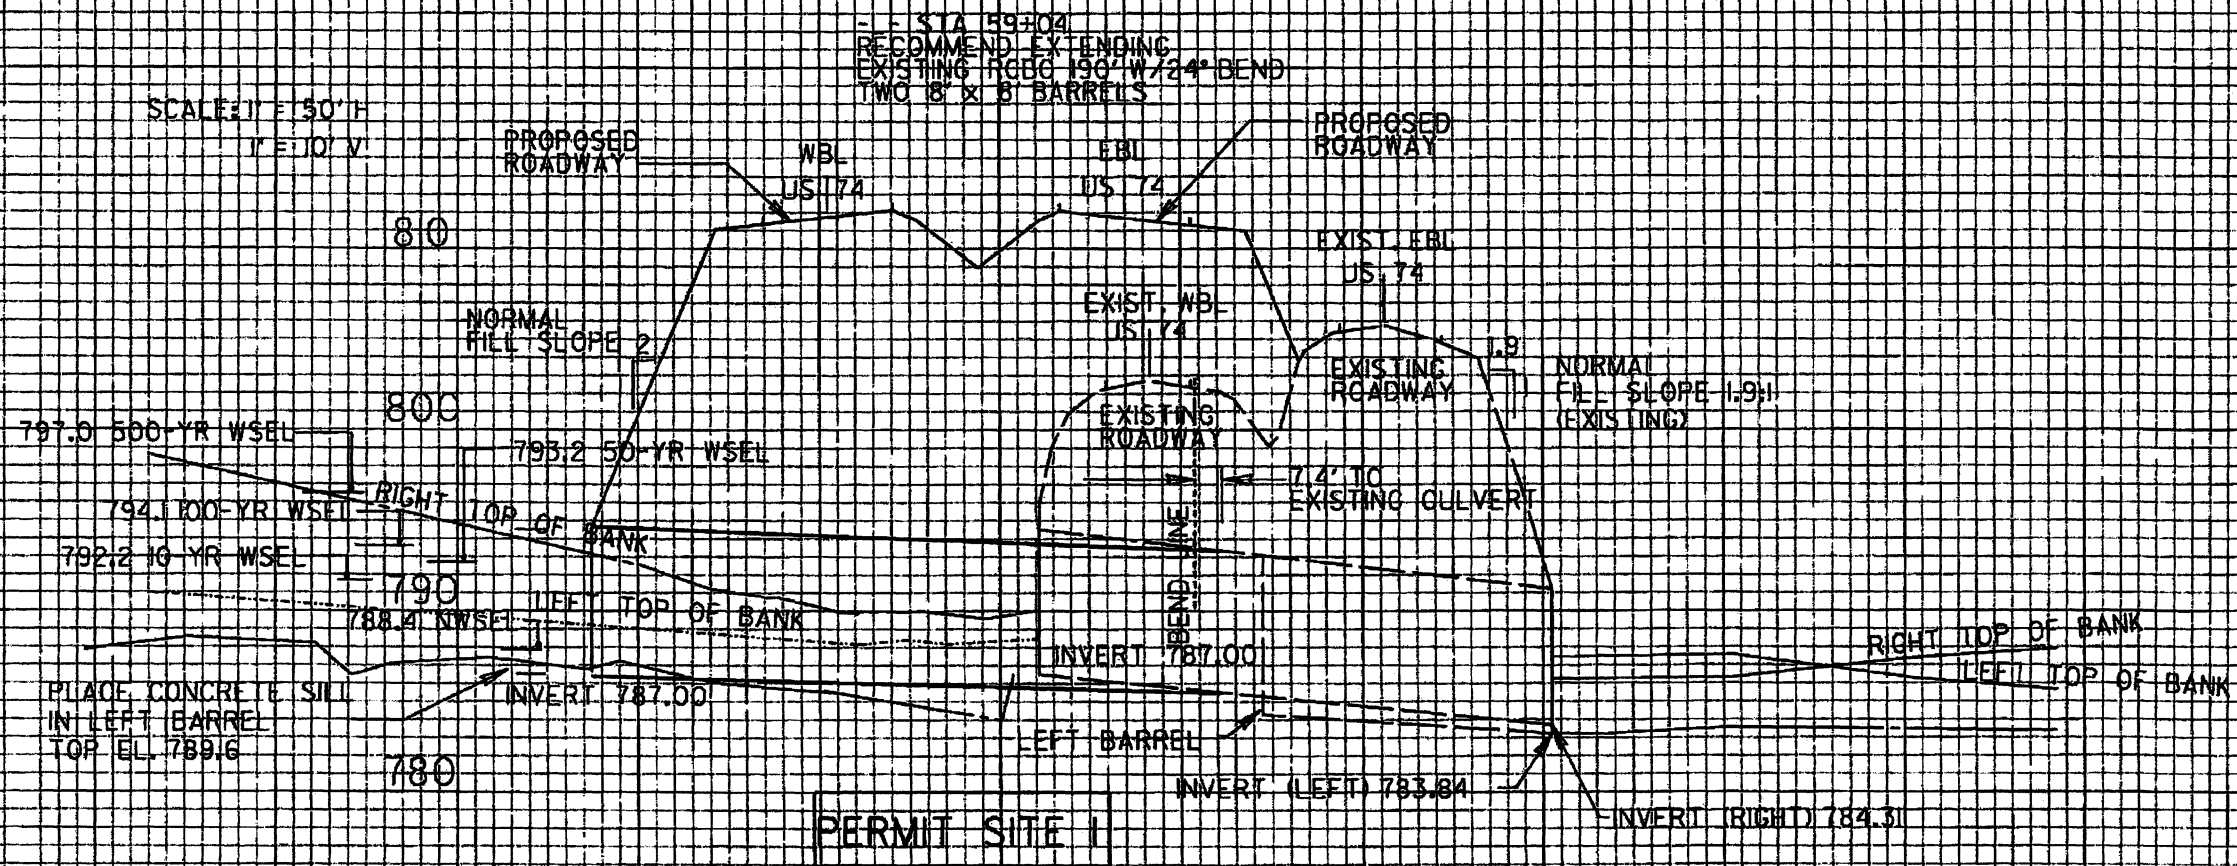 - - STA 59+04
RECOMMEND EXTENDING
EXISTING RCBC 190' W/24° BEND
TWO 8' x 8' BARRELS
SCALE: 1" = 50' H
1" = 10' V
PROPOSED
ROADWAY
WBL
US 74
EBL
US 74
PROPOSED
ROADWAY
810
EXIST. EBL
US 74
EXIST. WBL
US 74
NORMAL
FILL SLOPE 2
1.9
EXISTING
ROADWAY
NORMAL
FILL SLOPE 1.9:1
(EXISTING)
800
EXISTING
ROADWAY
797.0 500-YR WSEL
793.2 50-YR WSEL
7.4' TO
EXISTING CULVERT
RIGHT TOP OF BANK
794.1 100-YR WSEL
792.2 10-YR WSEL
790
BEND LINE
LEFT TOP OF BANK
788.4 NWSEL
INVERT 787.00
RIGHT TOP OF BANK
LEFT TOP OF BANK
PLACE CONCRETE SILL
IN LEFT BARREL
TOP EL. 789.6
INVERT 787.00
LEFT BARREL
780
INVERT (LEFT) 783.84
INVERT (RIGHT) 784.31
PERMIT SITE 1